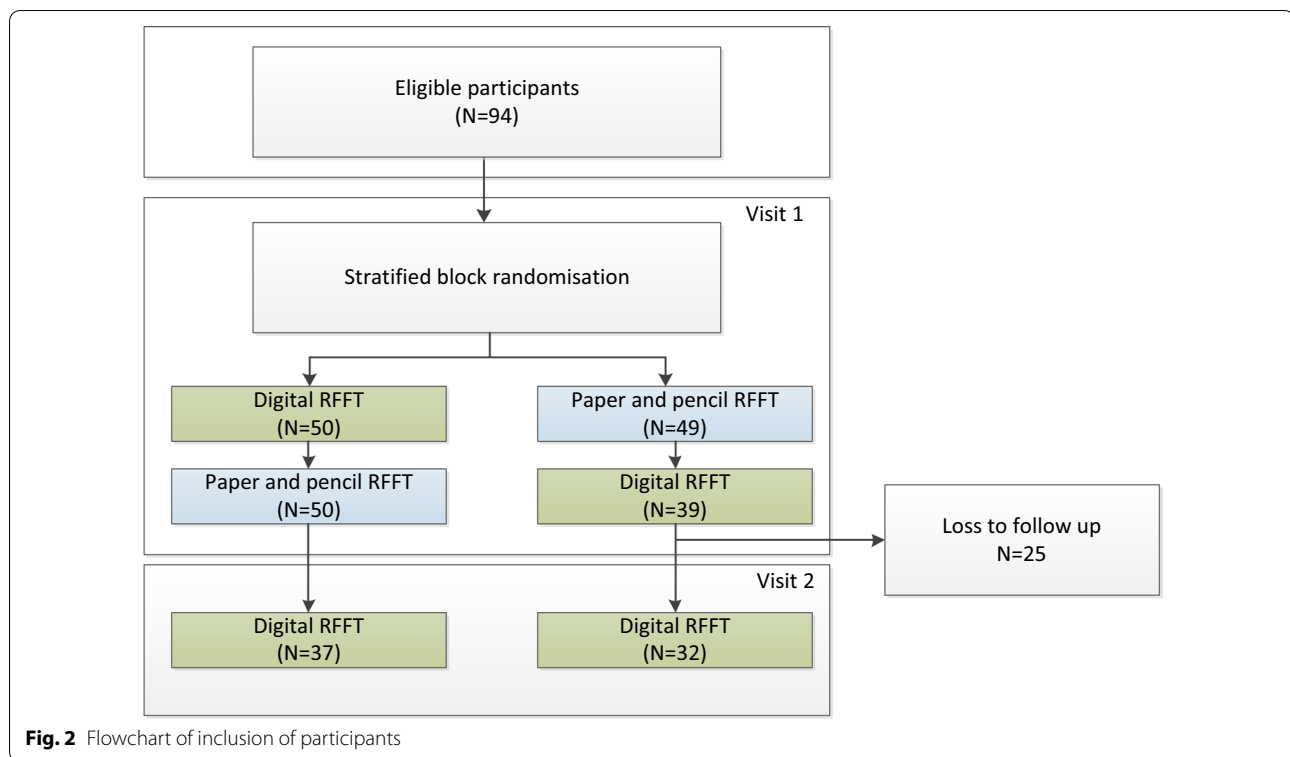 Eligible participants
(N=94)
Visit 1
Stratified block randomisation
Digital RFFT
(N=50)
Paper and pencil RFFT
(N=49)
Paper and pencil RFFT
(N=50)
Digital RFFT
(N=39)
Loss to follow up
N=25
Visit 2
Digital RFFT
(N=37)
Digital RFFT
(N=32)
Fig. 2 Flowchart of inclusion of participants